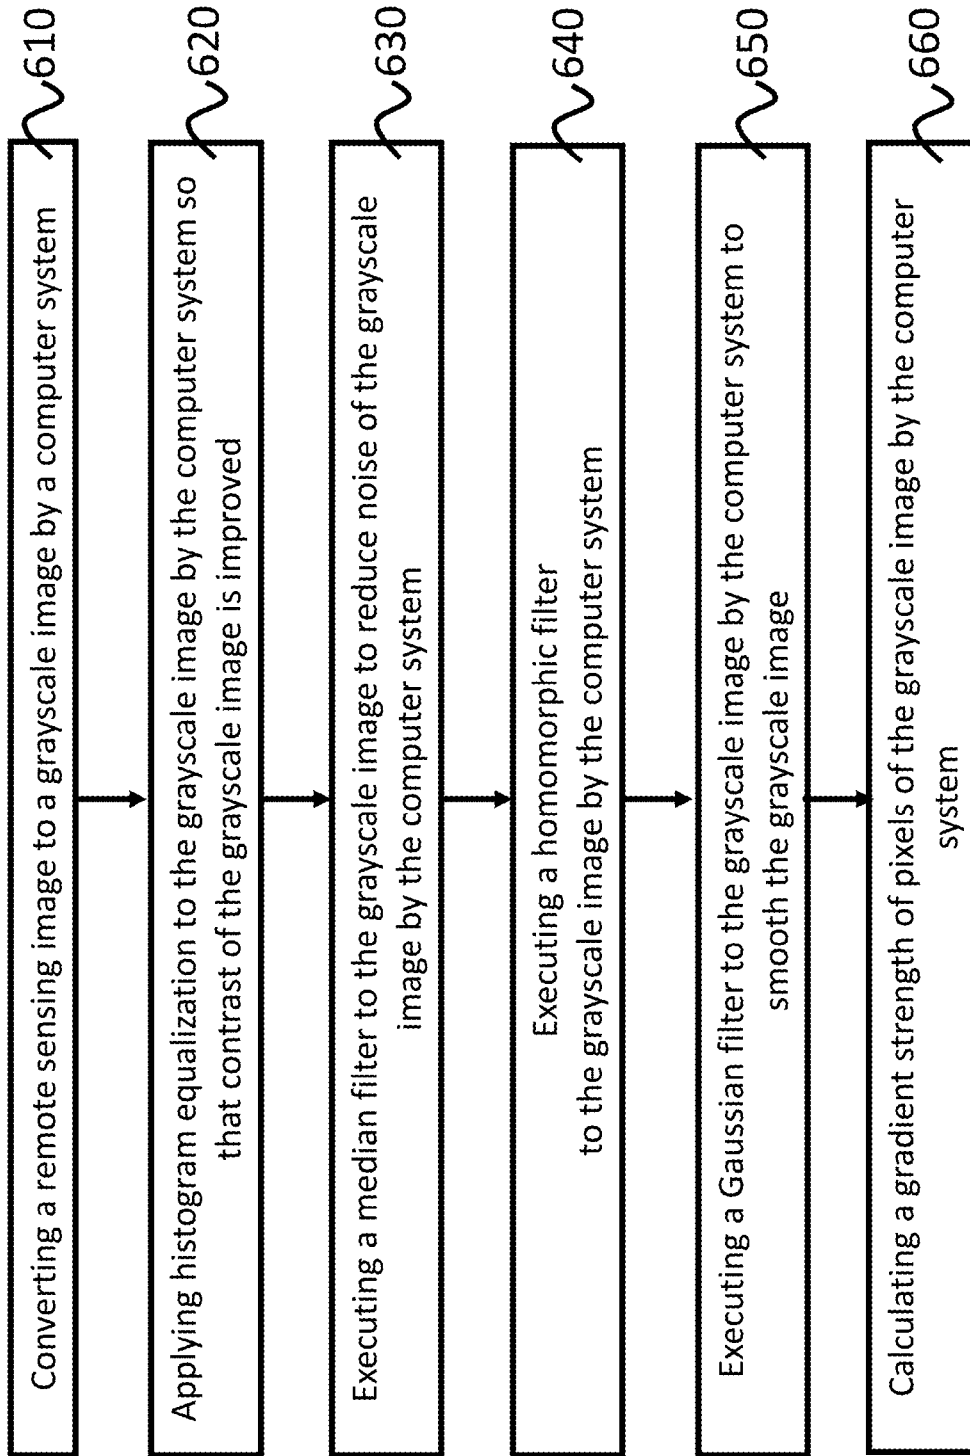 Converting a remote sensing image to a grayscale image by a computer system
610
Applying histogram equalization to the grayscale image by the computer system so
that contrast of the grayscale image is improved
620
Executing a median filter to the grayscale image to reduce noise of the grayscale
image by the computer system
630
Executing a homomorphic filter
to the grayscale image by the computer system
640
Executing a Gaussian filter to the grayscale image by the computer system to
smooth the grayscale image
650
Calculating a gradient strength of pixels of the grayscale image by the computer
system
660